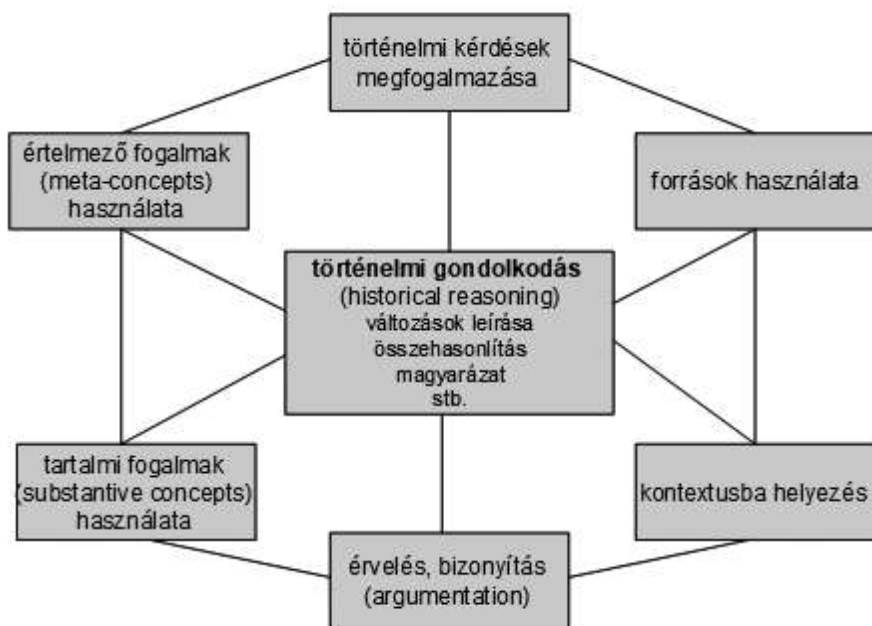 történelmi kérdések
megfogalmazása
értelmező fogalmak
(meta-concepts)
használata
források használata
történelmi gondolkodás
(historical reasoning)
változások leírása
összehasonlítás
magyarázat
stb.
tartalmi fogalmak
(substantive concepts)
használata
kontextusba helyezés
érvelés, bizonyítás
(argumentation)